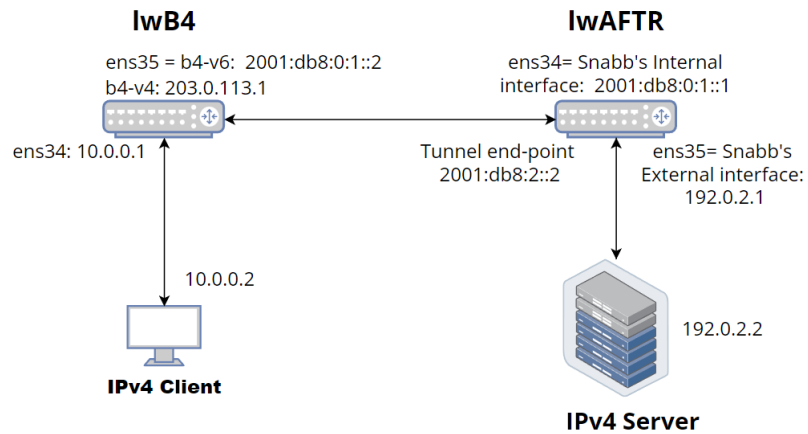 lwB4
lwAFTR
ens35 = b4-v6:  2001:db8:0:1::2
b4-v4: 203.0.113.1
ens34= Snabb's Internal
interface:  2001:db8:0:1::1
ens34: 10.0.0.1
Tunnel end-point
2001:db8:2::2
ens35= Snabb's
External interface:
192.0.2.1
10.0.0.2
192.0.2.2
IPv4 Client
IPv4 Server